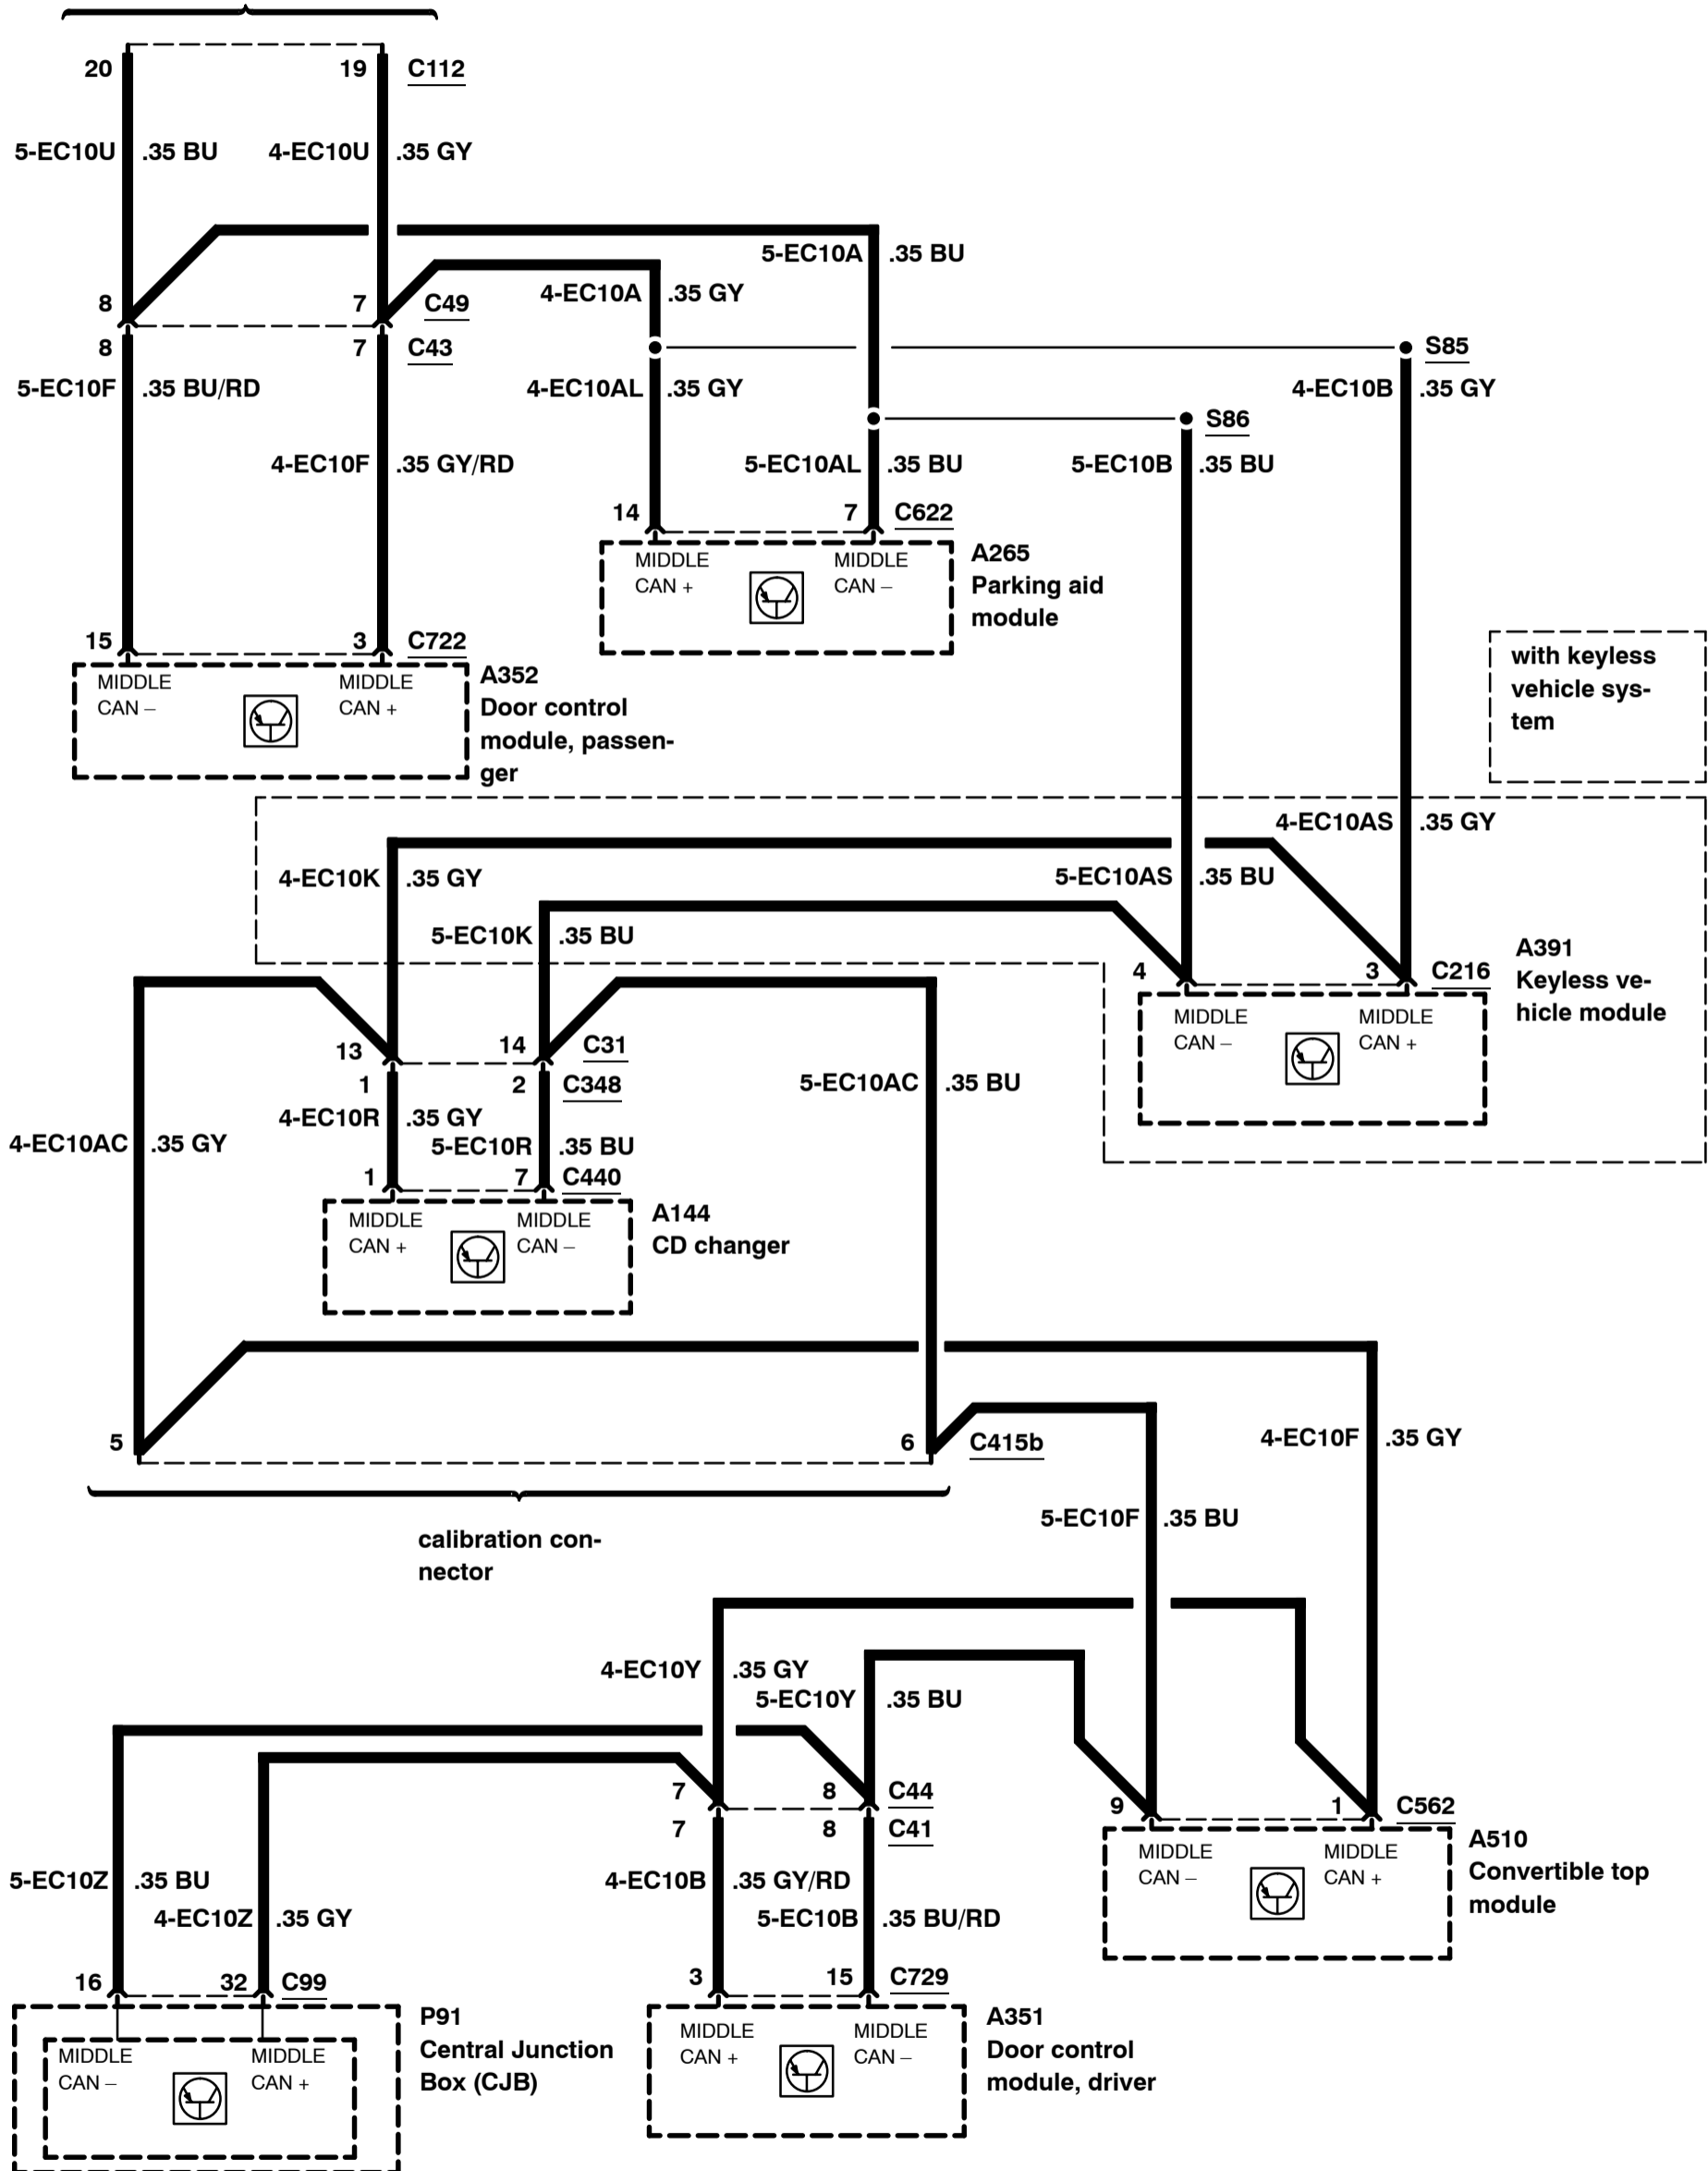 20 19 C112
5-EC10U .35 BU 4-EC10U .35 GY
5-EC10A .35 BU
4-EC10A .35 GY
8 7 C49
8 7 C43
S85
5-EC10F .35 BU/RD 4-EC10AL .35 GY 4-EC10B .35 GY
S86
4-EC10F .35 GY/RD 5-EC10AL .35 BU 5-EC10B .35 BU
14 7 C622
MIDDLE CAN +
MIDDLE CAN –
A265
Parking aid
module
15 3 C722
MIDDLE CAN –
MIDDLE CAN +
A352
Door control
module, passen-
ger
with keyless
vehicle sys-
tem
4-EC10AS .35 GY
4-EC10K .35 GY 5-EC10AS .35 BU
5-EC10K .35 BU
4 3 C216
MIDDLE CAN –
MIDDLE CAN +
A391
Keyless ve-
hicle module
13 14 C31
1 2 C348
5-EC10AC .35 BU
4-EC10R .35 GY
4-EC10AC .35 GY 5-EC10R .35 BU
1 7 C440
MIDDLE CAN +
MIDDLE CAN –
A144
CD changer
5 6 C415b
4-EC10F .35 GY
calibration con-
nector
5-EC10F .35 BU
4-EC10Y .35 GY
5-EC10Y .35 BU
7 8 C44
7 8 C41
9 1 C562
MIDDLE CAN –
MIDDLE CAN +
A510
Convertible top
module
5-EC10Z .35 BU 4-EC10B .35 GY/RD
4-EC10Z .35 GY 5-EC10B .35 BU/RD
16 32 C99
3 15 C729
MIDDLE CAN –
MIDDLE CAN +
P91
Central Junction
Box (CJB)
MIDDLE CAN +
MIDDLE CAN –
A351
Door control
module, driver